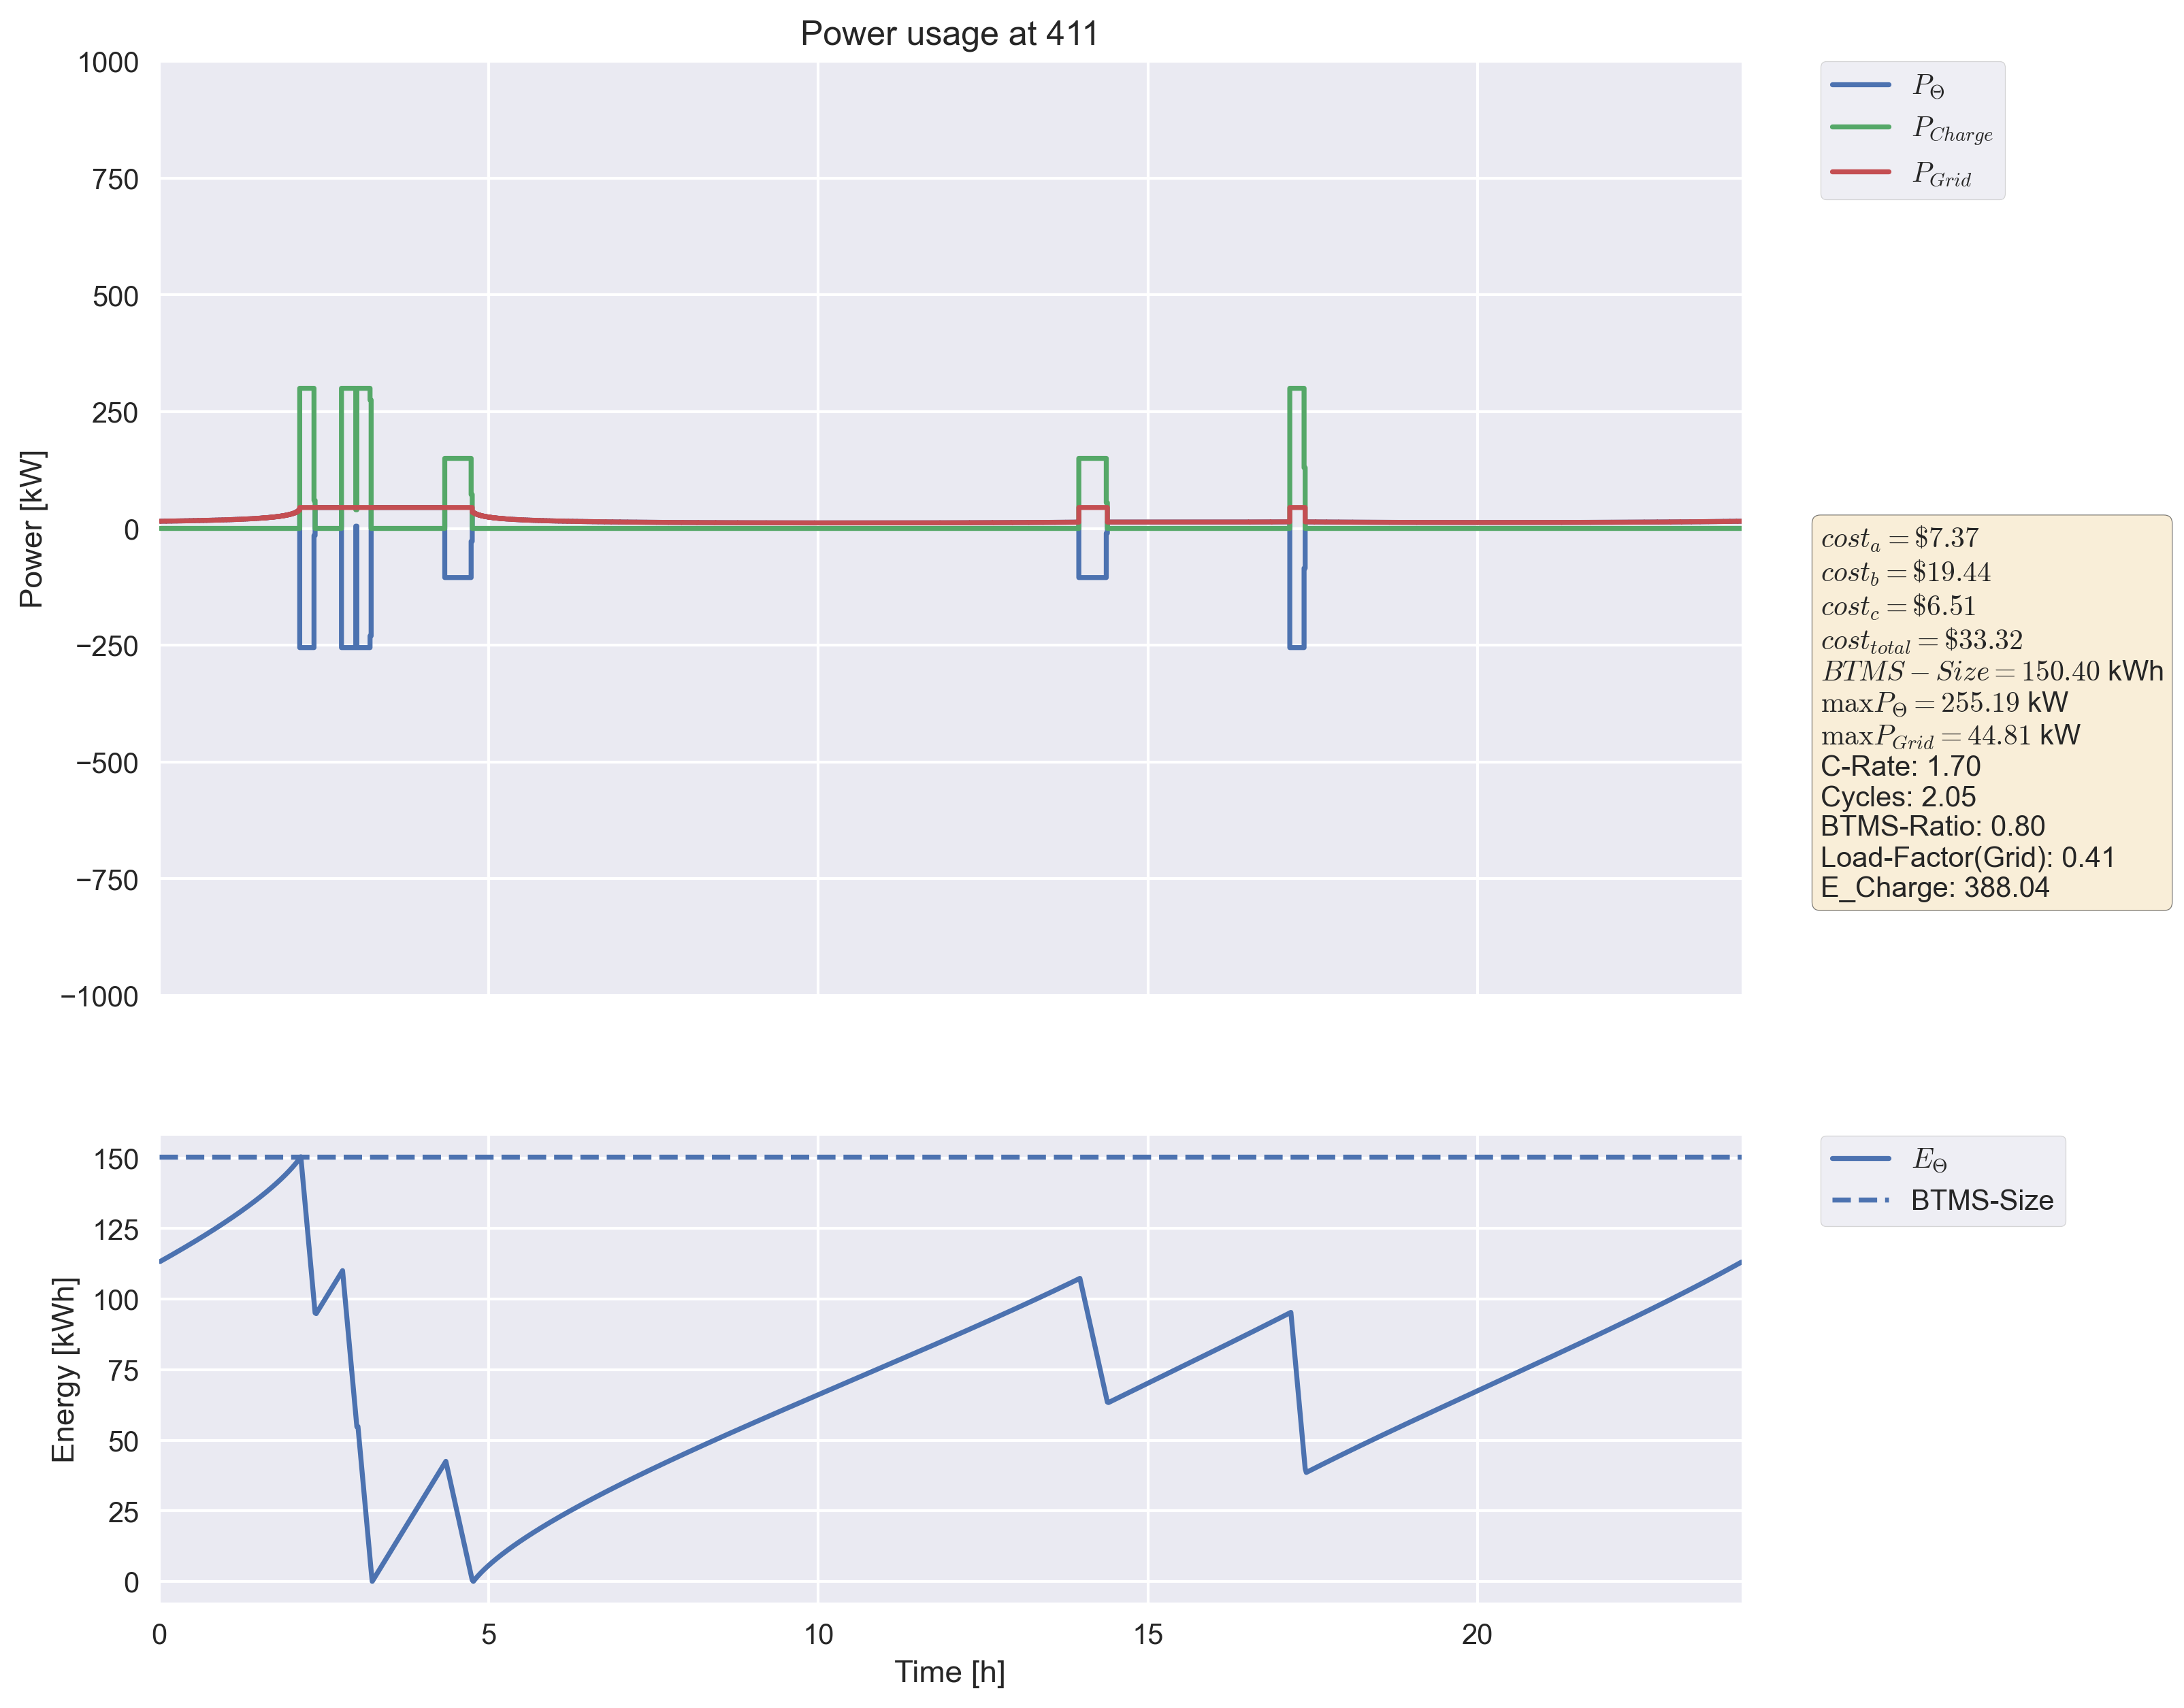 Power usage at 411
1000
750
500
250
0
−250
−500
−750
−1000
Power [kW]
P_Θ
P_Charge
P_Grid
cost_a = $7.37
cost_b = $19.44
cost_c = $6.51
cost_total = $33.32
BTMS − Size = 150.40 kWh
maxP_Θ = 255.19 kW
maxP_Grid = 44.81 kW
C-Rate: 1.70
Cycles: 2.05
BTMS-Ratio: 0.80
Load-Factor(Grid): 0.41
E_Charge: 388.04
150
125
100
75
50
25
0
Energy [kWh]
E_Θ
BTMS-Size
0
5
10
15
20
Time [h]